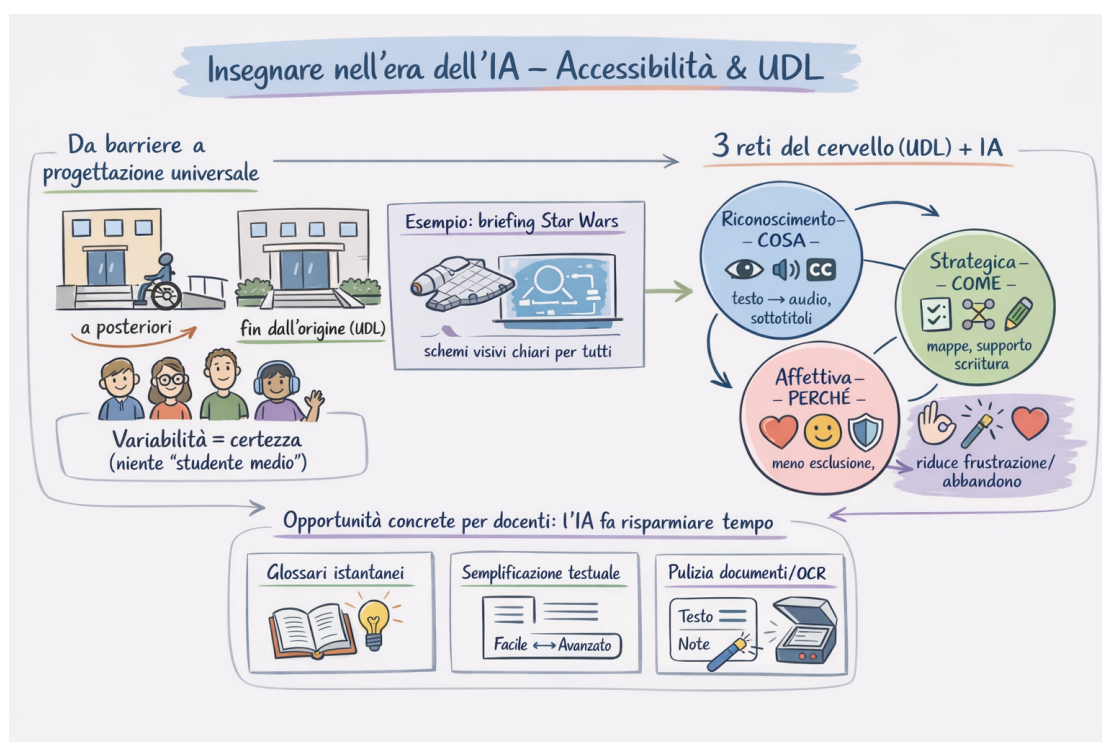 Insegnare nell'era dell'IA – Accessibilità & UDL
Da barriere a
progettazione universale
a posteriori
fin dall'origine (UDL)
Variabilità = certezza
(niente "studente medio")
Esempio: briefing Star Wars
schemi visivi chiari per tutti
3 reti del cervello (UDL) + IA
Riconoscimento–
– COSA –
CC
testo → audio,
sottotitoli
Strategica –
– COME –
mappe, supporto
scriitura
Affettiva –
– PERCHÉ –
meno esclusione,
riduce frustrazione/
abbandono
Opportunità concrete per docenti: l'IA fa risparmiare tempo
Glossari istantanei
Semplificazione testuale
Facile ↔ Avanzato
Pulizia documenti/OCR
Testo
Note